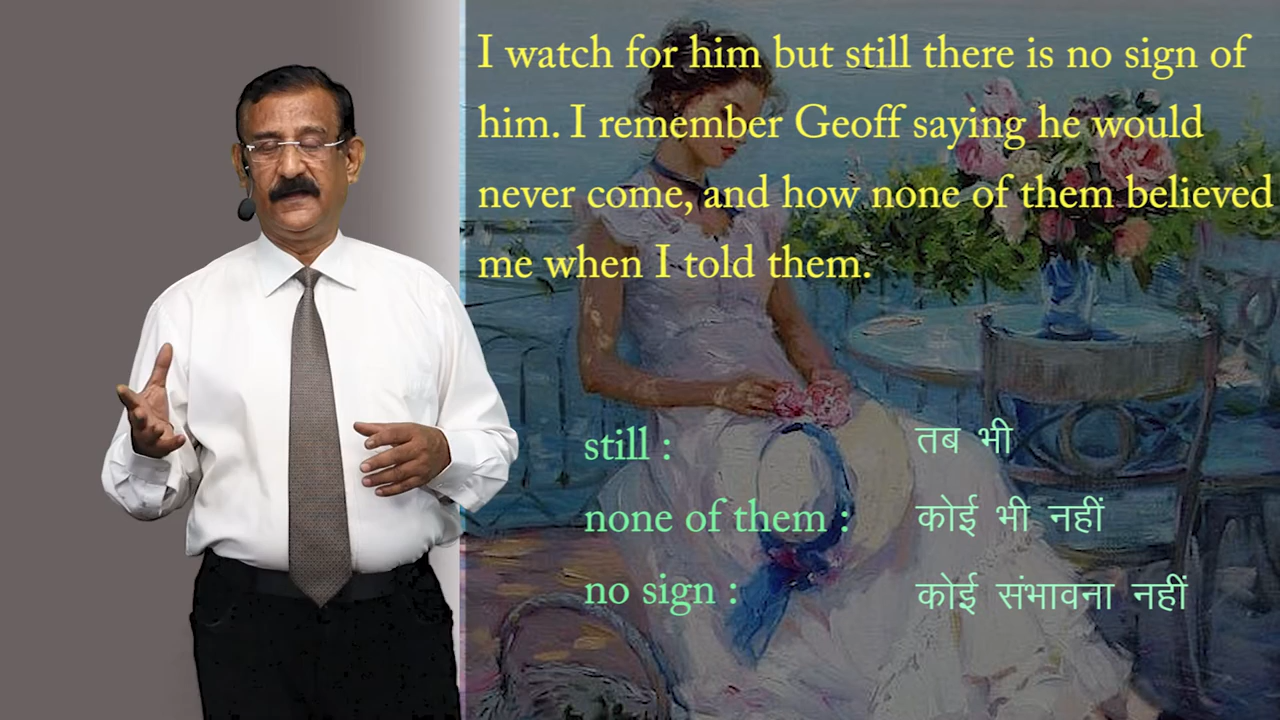 I watch for him but still there is no sign of
him. I remember Geoff saying he would
never come, and how none of them believed
me when I told them.
still : तब भी
none of them : कोई भी नहीं
no sign : कोई संभावना नहीं